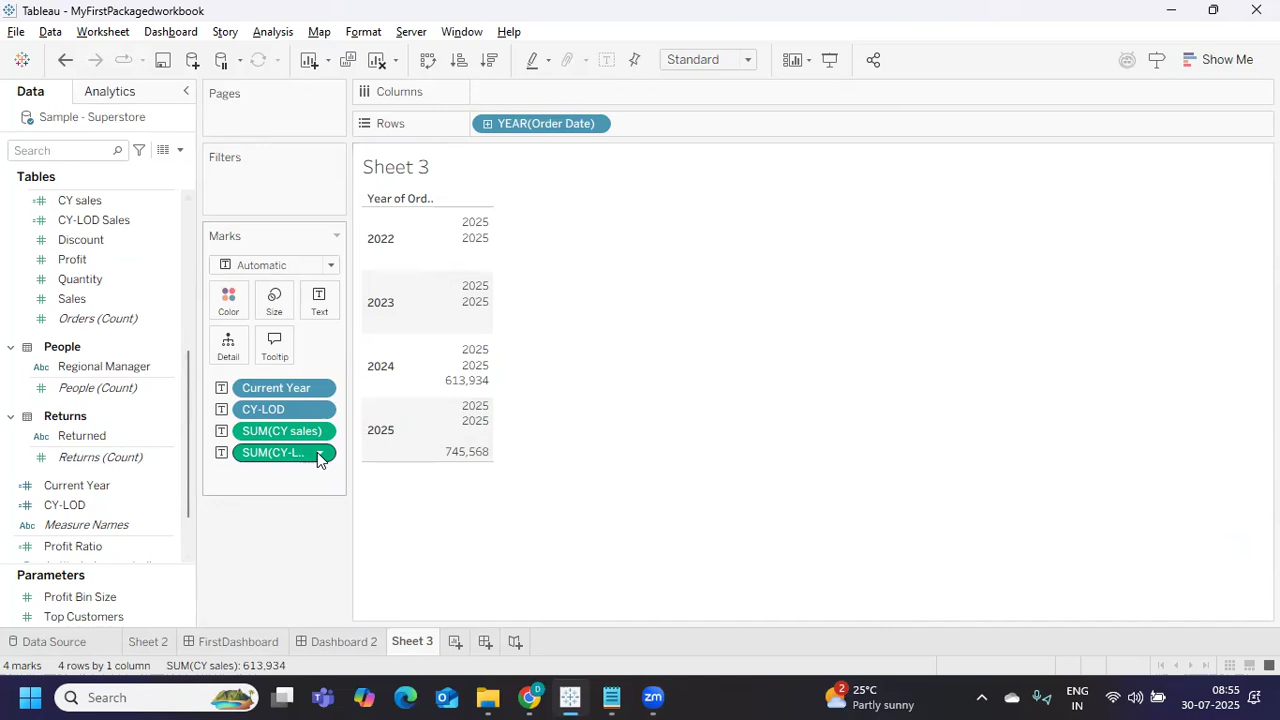 Tableau - MyFirstPackagedworkbook
File Data Worksheet Dashboard Story Analysis Map Format Server Window Help
Standard
Show Me
Data Analytics
Sample - Superstore
Search
Tables
CY sales
CY-LOD Sales
Discount
Profit
Quantity
Sales
Orders (Count)
People
Abc Regional Manager
People (Count)
Returns
Abc Returned
Returns (Count)
Current Year
CY-LOD
Abc Measure Names
Profit Ratio
Parameters
Profit Bin Size
Top Customers
Pages
Filters
Marks
Automatic
Color Size Text
Detail Tooltip
Current Year
CY-LOD
SUM(CY sales)
SUM(CY-L..
Columns
Rows YEAR(Order Date)
Sheet 3
Year of Ord..
2022 2025
2025
2023 2025
2025
2024 2025
2025
613,934
2025 2025
2025
745,568
Data Source Sheet 2 FirstDashboard Dashboard 2 Sheet 3
4 marks 4 rows by 1 column SUM(CY sales): 613,934
Search
2
25°C
Partly sunny
ENG
IN
08:55
30-07-2025